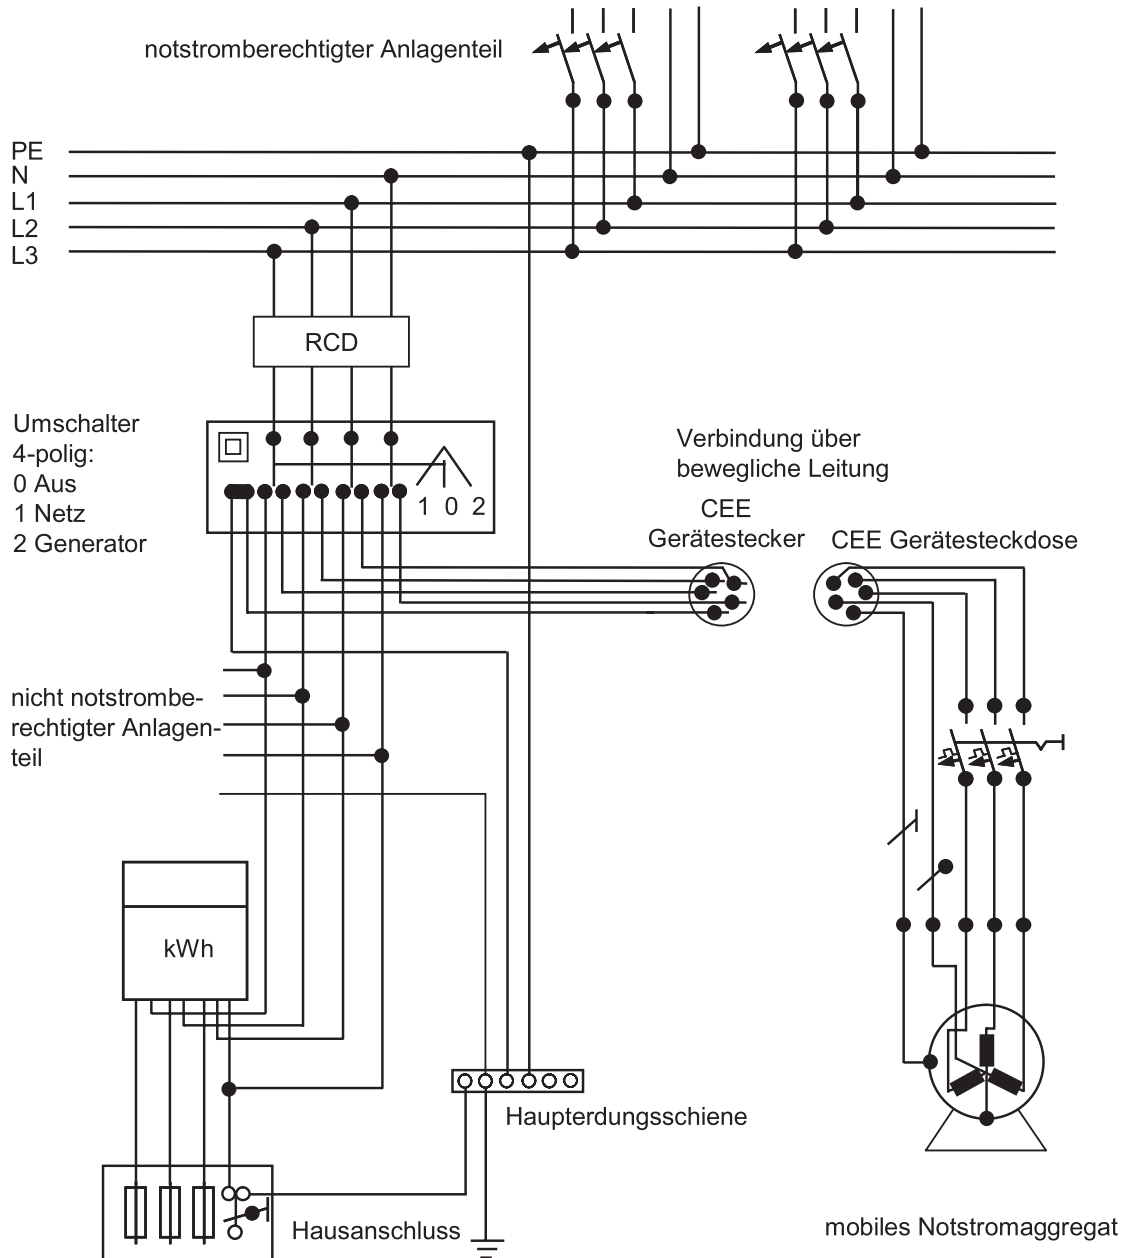 notstromberechtigter Anlagenteil
PE
N
L1
L2
L3
RCD
Umschalter
4-polig:
0 Aus
1 Netz
2 Generator
1 0 2
Verbindung über
bewegliche Leitung
CEE
Gerätestecker
CEE Gerätesteckdose
nicht notstrombe-
rechtigter Anlagen-
teil
kWh
Haupterdungsschiene
Hausanschluss
mobiles Notstromaggregat